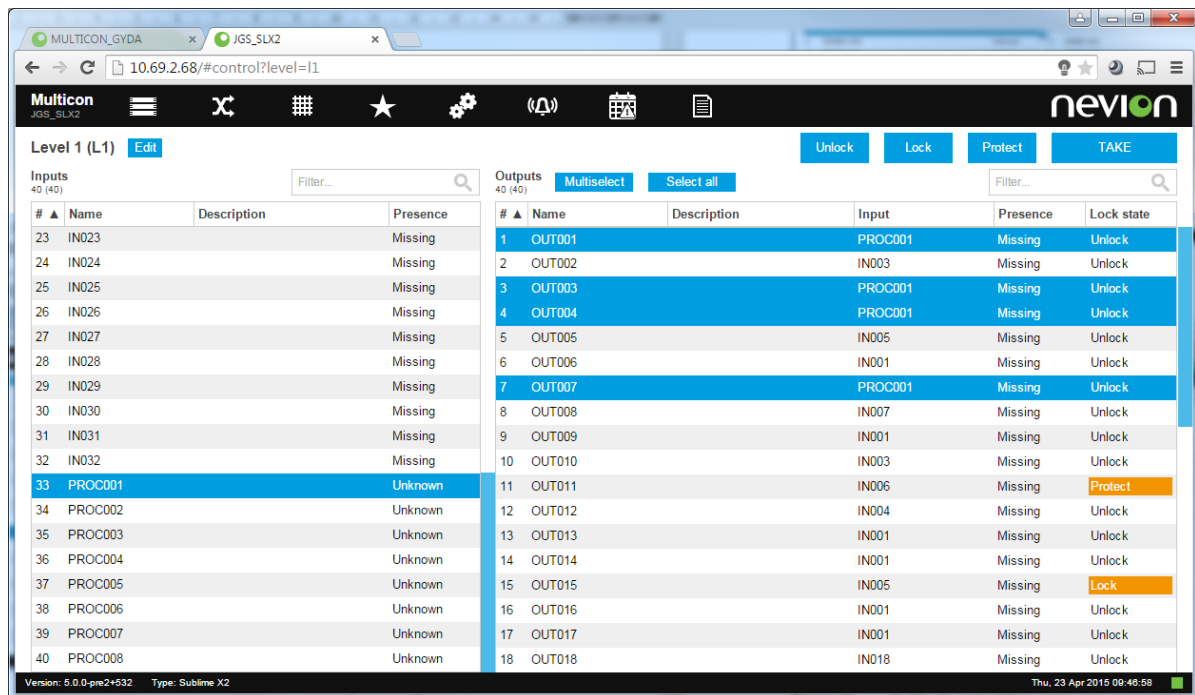 MULTICON_GYDA x JGS_SLX2 x
10.69.2.68/#control?level=l1
Multicon
JGS_SLX2
nevion
Level 1 (L1) Edit Unlock Lock Protect TAKE
Inputs
40 (40)
Filter...
# ▲ Name Description Presence
23 IN023 Missing
24 IN024 Missing
25 IN025 Missing
26 IN026 Missing
27 IN027 Missing
28 IN028 Missing
29 IN029 Missing
30 IN030 Missing
31 IN031 Missing
32 IN032 Missing
33 PROC001 Unknown
34 PROC002 Unknown
35 PROC003 Unknown
36 PROC004 Unknown
37 PROC005 Unknown
38 PROC006 Unknown
39 PROC007 Unknown
40 PROC008 Unknown
Outputs
40 (40)
Multiselect Select all Filter...
# ▲ Name Description Input Presence Lock state
1 OUT001 PROC001 Missing Unlock
2 OUT002 IN003 Missing Unlock
3 OUT003 PROC001 Missing Unlock
4 OUT004 PROC001 Missing Unlock
5 OUT005 IN005 Missing Unlock
6 OUT006 IN001 Missing Unlock
7 OUT007 PROC001 Missing Unlock
8 OUT008 IN007 Missing Unlock
9 OUT009 IN001 Missing Unlock
10 OUT010 IN003 Missing Unlock
11 OUT011 IN006 Missing Protect
12 OUT012 IN004 Missing Unlock
13 OUT013 IN001 Missing Unlock
14 OUT014 IN001 Missing Unlock
15 OUT015 IN005 Missing Lock
16 OUT016 IN001 Missing Unlock
17 OUT017 IN001 Missing Unlock
18 OUT018 IN018 Missing Unlock
Version: 5.0.0-pre2+532 Type: Sublime X2 Thu, 23 Apr 2015 09:46:58